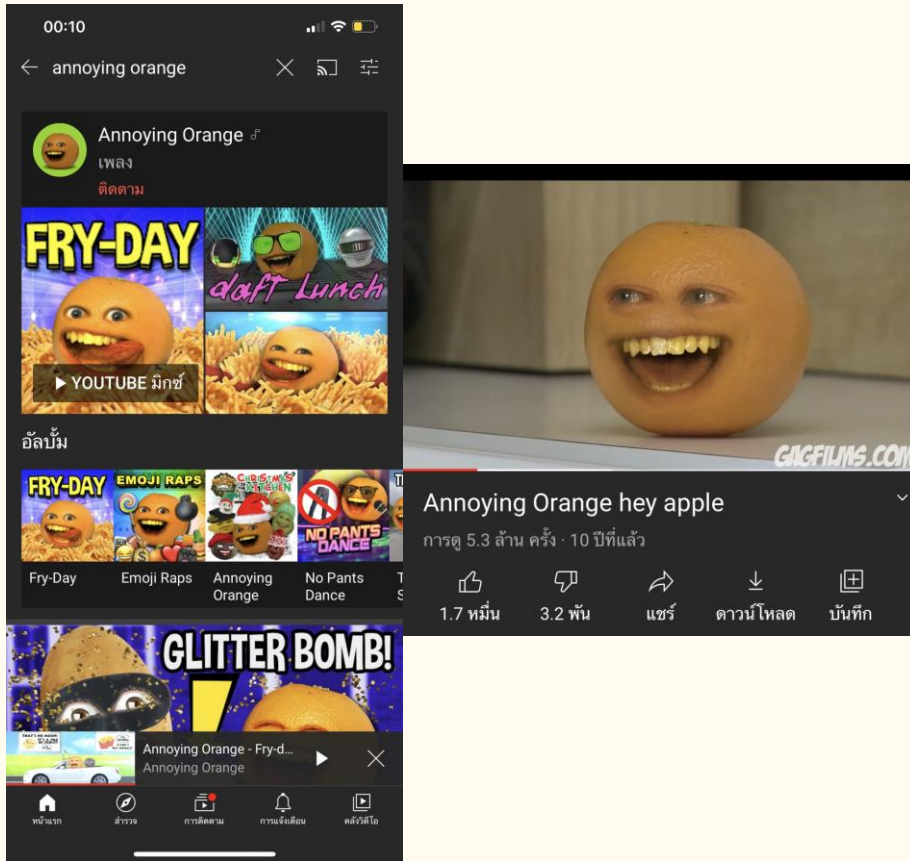 00:10
annoying orange
Annoying Orange
เพลง
ติดตาม
FRY-DAY
daft Lunch
YOUTUBE มิกซ์
อัลบั้ม
FRY-DAY
EMOJI RAPS
CHRISTMAS
KITCHEN
NO PANTS
DANCE
Fry-Day
Emoji Raps
Annoying
Orange
No Pants
Dance
GLITTER BOMB!
Annoying Orange - Fry-d...
Annoying Orange
หน้าแรก
สำรวจ
การติดตาม
การแจ้งเตือน
คลังวิดีโอ
GAGFILMS.COM
Annoying Orange hey apple
การดู 5.3 ล้าน ครั้ง · 10 ปีที่แล้ว
1.7 หมื่น
3.2 พัน
แชร์
ดาวน์โหลด
บันทึก